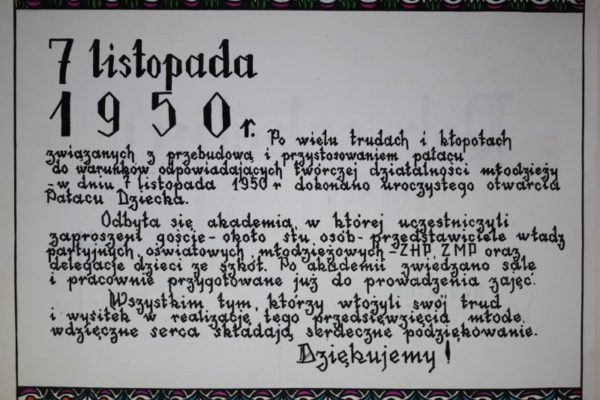 7 listopada
1950 r. Po wielu trudach i kłopotach
związanych z przebudową i przystosowaniem pałacu
do warunków odpowiadających twórczej działalności młodzieży
- w dniu 7 listopada 1950 r dokonano uroczystego otwarcia
Pałacu Dziecka.
Odbyła się akademia, w której uczestniczyli
zaproszeni goście - około stu osób - przedstawiciele władz
partyjnych, oświatowych, młodzieżowych - ZHP, ZMP oraz
delegacje dzieci ze szkół. Po akademii zwiedzano sale
i pracownie przygotowane już do prowadzenia zajęć.
Wszystkim tym, którzy włożyli swój trud
i wysiłek w realizację tego przedsięwzięcia młode,
wdzięczne serca składają serdeczne podziękowanie.
Dziękujemy!